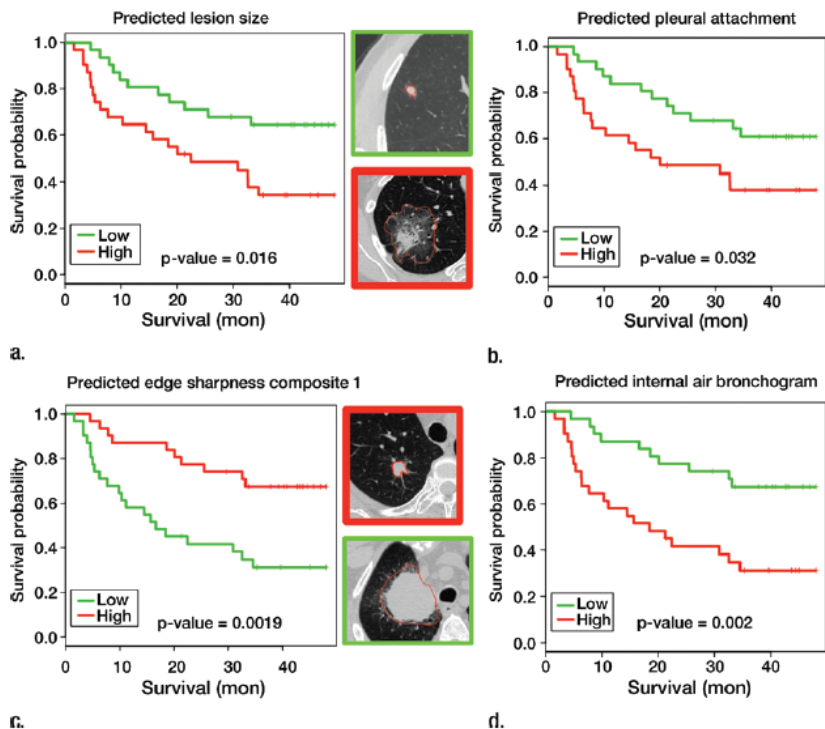 Predicted lesion size
Survival probability
1.0
0.8
0.6
0.4
0.2
0.0
Low
High
p-value = 0.016
0 10 20 30 40
Survival (mon)
a.
Predicted pleural attachment
Survival probability
1.0
0.8
0.6
0.4
0.2
0.0
Low
High
p-value = 0.032
0 10 20 30 40
Survival (mon)
b.
Predicted edge sharpness composite 1
Survival probability
1.0
0.8
0.6
0.4
0.2
0.0
Low
High
p-value = 0.0019
0 10 20 30 40
Survival (mon)
c.
Predicted internal air bronchogram
Survival probability
1.0
0.8
0.6
0.4
0.2
0.0
Low
High
p-value = 0.002
0 10 20 30 40
Survival (mon)
d.